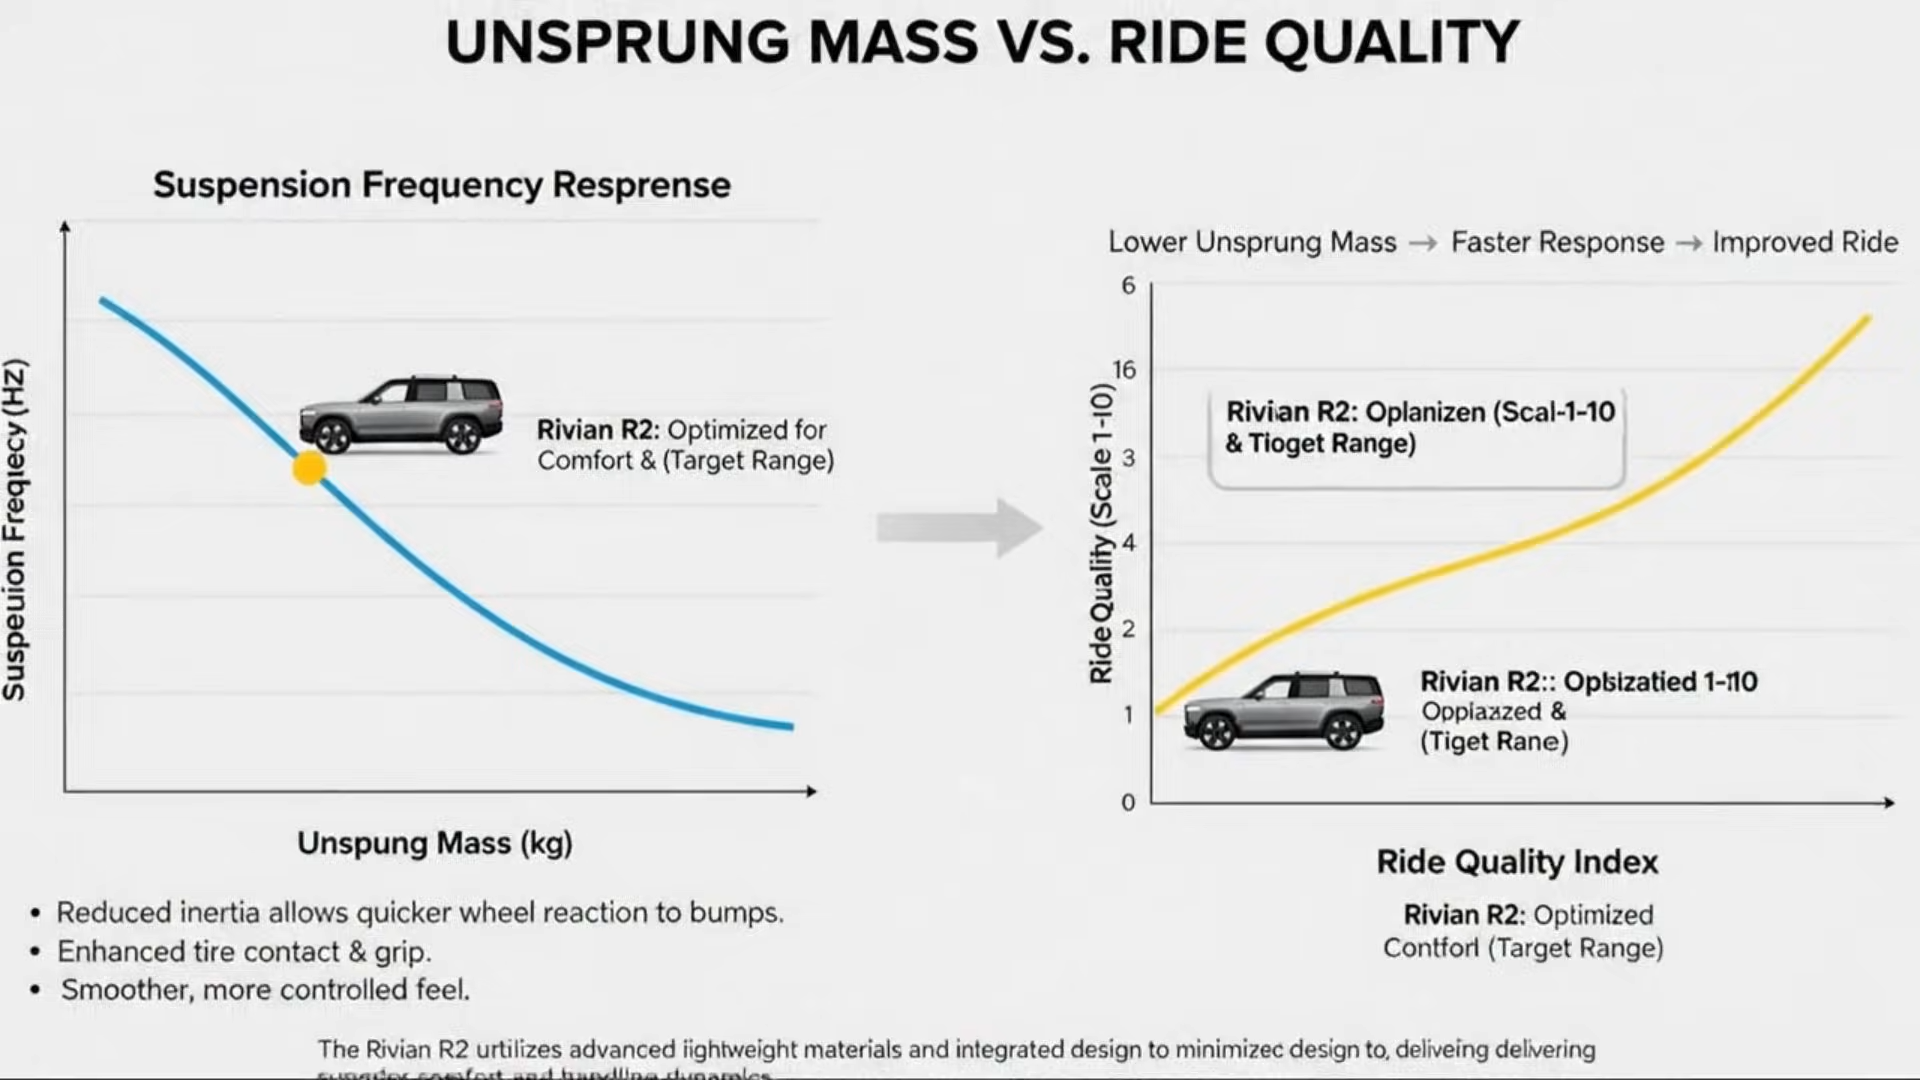 UNSPRUNG MASS VS. RIDE QUALITY
Suspension Frequency Resprense
Suspeuion Freqiecy (HZ)
Rivian R2: Optimized for
Comfort & (Target Range)
Unspung Mass (kg)
• Reduced inertia allows quicker wheel reaction to bumps.
• Enhanced tire contact & grip.
• Smoother, more controlled feel.
Lower Unsprung Mass → Faster Response → Improved Ride
Ride Quality (Scale 1-10)
6
16
3
4
2
1
0
Rivian R2: Oplanizen (Scal-1-10
& Tioget Range)
Rivian R2:: Opbizatied 1-110
Oppiazzed &
(Tiget Rane)
Ride Quality Index
Rivian R2: Optimized
Contforl (Target Range)
The Rivian R2 urtilizes advanced iightweight materials and integrated design to minimizec design to, deliveing delivering